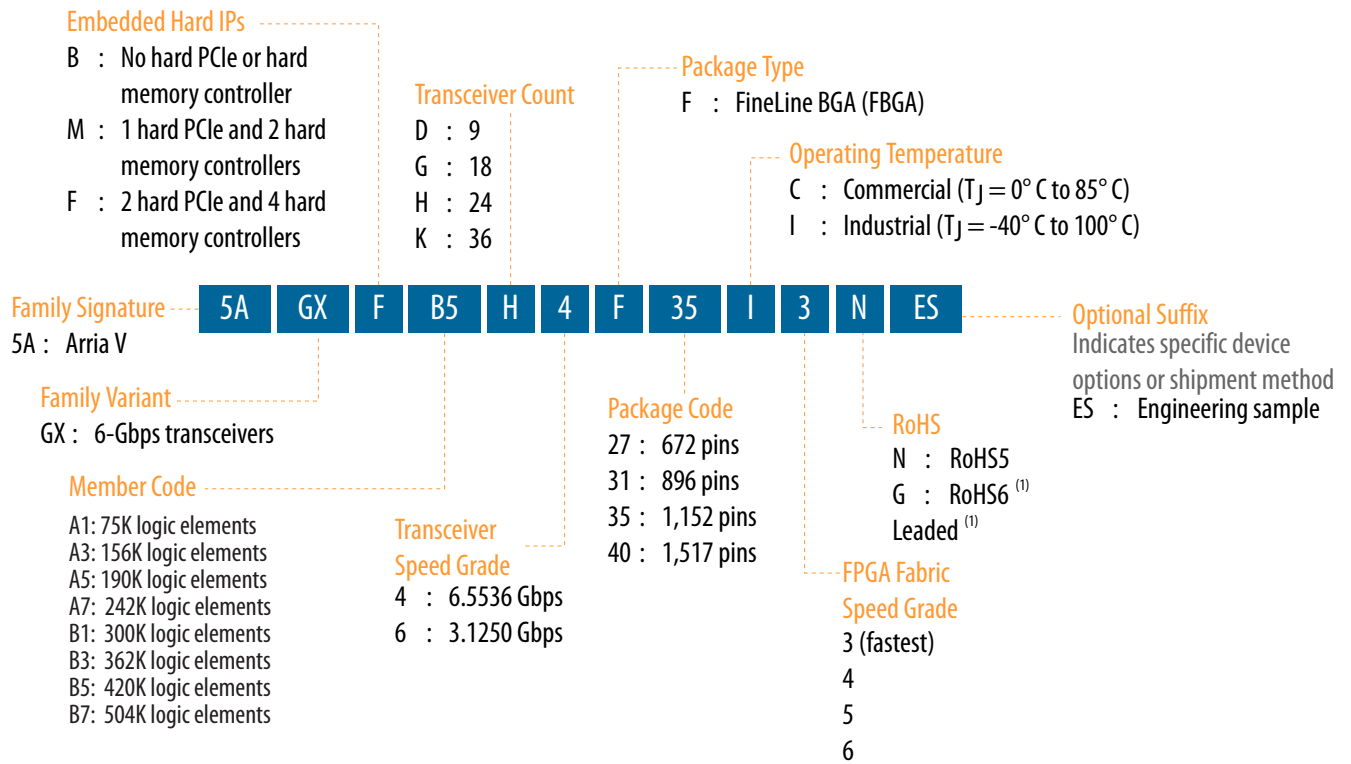 Embedded Hard IPs
B : No hard PCIe or hard
memory controller
M : 1 hard PCIe and 2 hard
memory controllers
F : 2 hard PCIe and 4 hard
memory controllers
Transceiver Count
D : 9
G : 18
H : 24
K : 36
Package Type
F : FineLine BGA (FBGA)
Operating Temperature
C : Commercial (TJ = 0° C to 85° C)
I : Industrial (TJ = -40° C to 100° C)
Family Signature
5A : Arria V
5A GX F B5 H 4 F 35 I 3 N ES
Optional Suffix
Indicates specific device
options or shipment method
ES : Engineering sample
Family Variant
GX : 6-Gbps transceivers
Member Code
A1: 75K logic elements
A3: 156K logic elements
A5: 190K logic elements
A7: 242K logic elements
B1: 300K logic elements
B3: 362K logic elements
B5: 420K logic elements
B7: 504K logic elements
Transceiver
Speed Grade
4 : 6.5536 Gbps
6 : 3.1250 Gbps
Package Code
27 : 672 pins
31 : 896 pins
35 : 1,152 pins
40 : 1,517 pins
RoHS
N : RoHS5
G : RoHS6 (1)
Leaded (1)
FPGA Fabric
Speed Grade
3 (fastest)
4
5
6